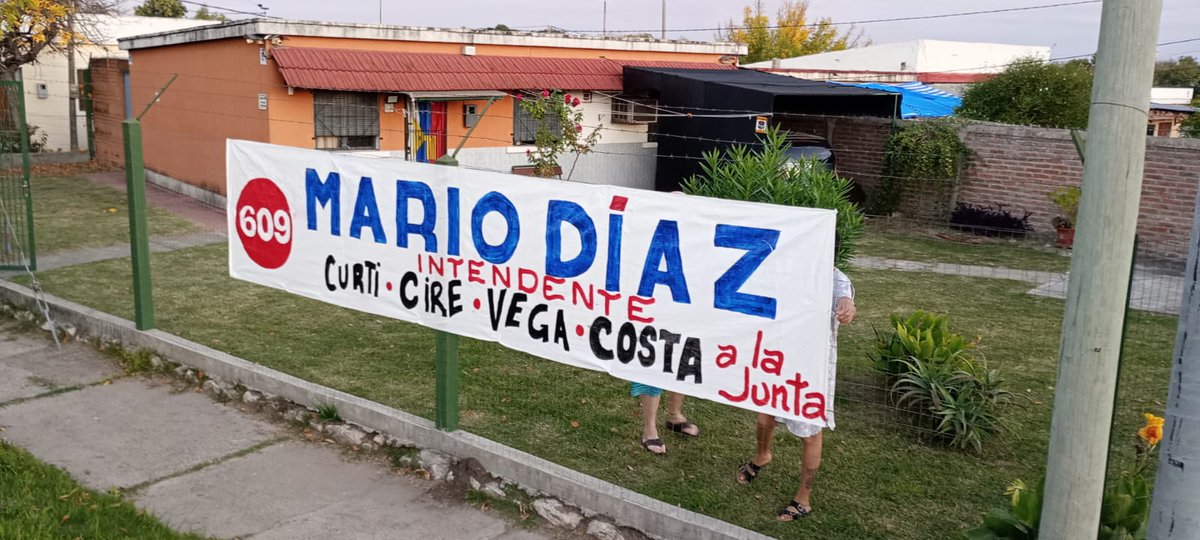 609
MARIO DÍAZ
INTENDENTE
CURTI • CIRE • VEGA • COSTA
a la
Junta